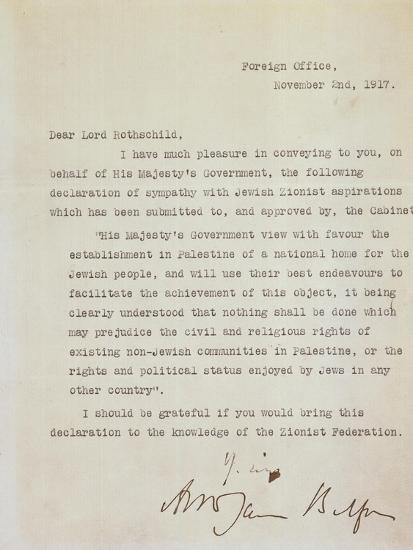 Foreign Office,
November 2nd, 1917.
Dear Lord Rothschild,
I have much pleasure in conveying to you, on
behalf of His Majesty's Government, the following
declaration of sympathy with Jewish Zionist aspirations
which has been submitted to, and approved by, the Cabinet
"His Majesty's Government view with favour the
establishment in Palestine of a national home for the
Jewish people, and will use their best endeavours to
facilitate the achievement of this object, it being
clearly understood that nothing shall be done which
may prejudice the civil and religious rights of
existing non-Jewish communities in Palestine, or the
rights and political status enjoyed by Jews in any
other country".
I should be grateful if you would bring this
declaration to the knowledge of the Zionist Federation.